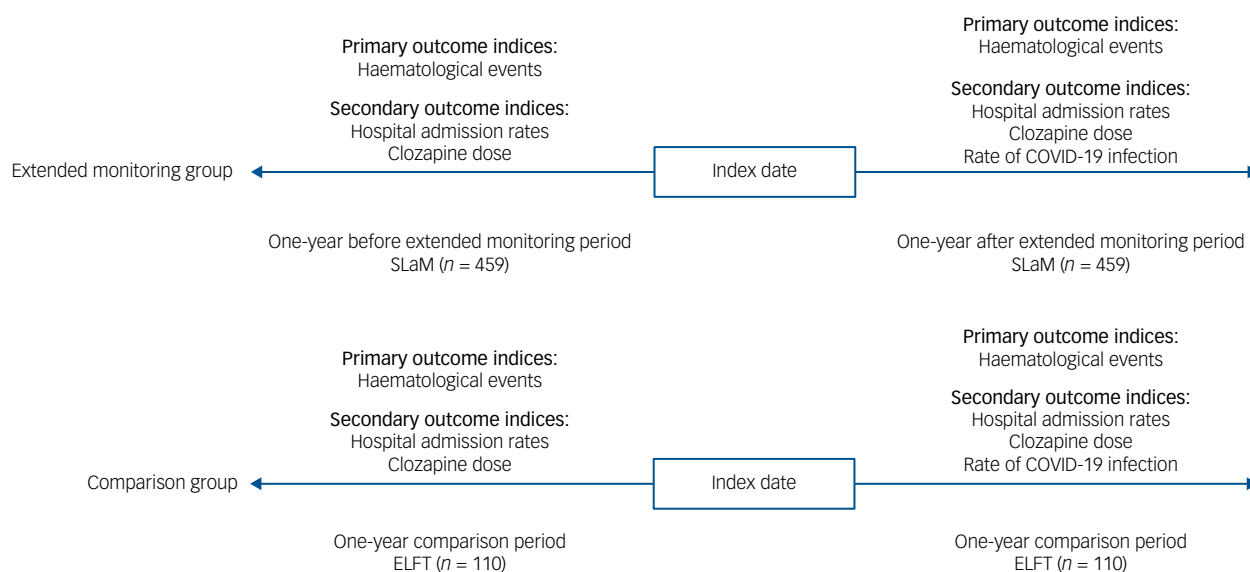 Primary outcome indices:
Haematological events
Secondary outcome indices:
Hospital admission rates
Clozapine dose
Primary outcome indices:
Haematological events
Secondary outcome indices:
Hospital admission rates
Clozapine dose
Rate of COVID-19 infection
Extended monitoring group
Index date
One-year before extended monitoring period
SLaM (n = 459)
One-year after extended monitoring period
SLaM (n = 459)
Primary outcome indices:
Haematological events
Secondary outcome indices:
Hospital admission rates
Clozapine dose
Primary outcome indices:
Haematological events
Secondary outcome indices:
Hospital admission rates
Clozapine dose
Rate of COVID-19 infection
Comparison group
Index date
One-year comparison period
ELFT (n = 110)
One-year comparison period
ELFT (n = 110)